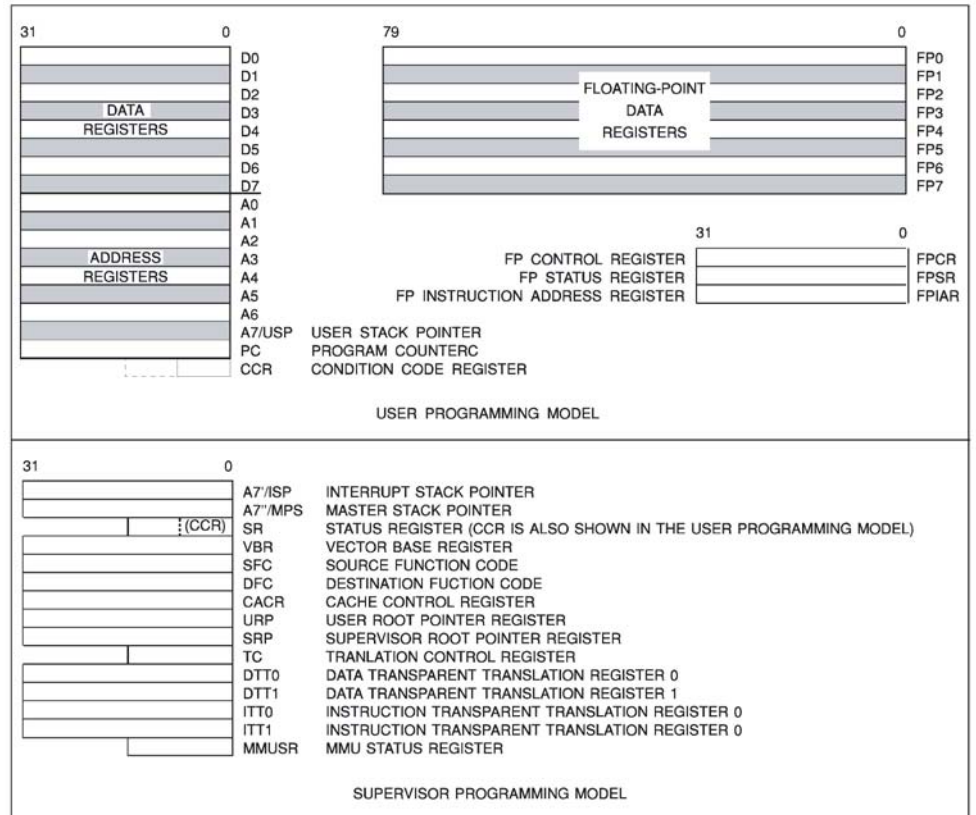 31 0
D0
D1
D2
D3
D4
D5
D6
D7
DATA
REGISTERS
A0
A1
A2
A3
A4
A5
A6
ADDRESS
REGISTERS
A7/USP USER STACK POINTER
PC PROGRAM COUNTERC
CCR CONDITION CODE REGISTER
79 0
FP0
FP1
FP2
FP3
FP4
FP5
FP6
FP7
FLOATING-POINT
DATA
REGISTERS
31 0
FP CONTROL REGISTER FPCR
FP STATUS REGISTER FPSR
FP INSTRUCTION ADDRESS REGISTER FPIAR
USER PROGRAMMING MODEL
31 0
A7'/ISP INTERRUPT STACK POINTER
A7"/MPS MASTER STACK POINTER
(CCR) SR STATUS REGISTER (CCR IS ALSO SHOWN IN THE USER PROGRAMMING MODEL)
VBR VECTOR BASE REGISTER
SFC SOURCE FUNCTION CODE
DFC DESTINATION FUCTION CODE
CACR CACHE CONTROL REGISTER
URP USER ROOT POINTER REGISTER
SRP SUPERVISOR ROOT POINTER REGISTER
TC TRANLATION CONTROL REGISTER
DTT0 DATA TRANSPARENT TRANSLATION REGISTER 0
DTT1 DATA TRANSPARENT TRANSLATION REGISTER 1
ITT0 INSTRUCTION TRANSPARENT TRANSLATION REGISTER 0
ITT1 INSTRUCTION TRANSPARENT TRANSLATION REGISTER 0
MMUSR MMU STATUS REGISTER
SUPERVISOR PROGRAMMING MODEL